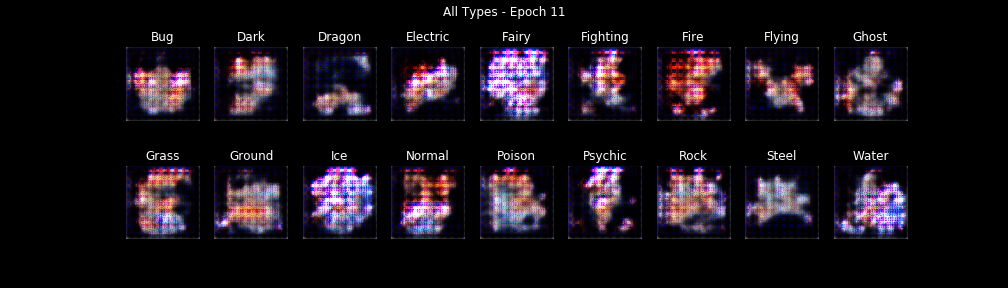 All Types - Epoch 11
Bug Dark Dragon Electric Fairy Fighting Fire Flying Ghost
Grass Ground Ice Normal Poison Psychic Rock Steel Water